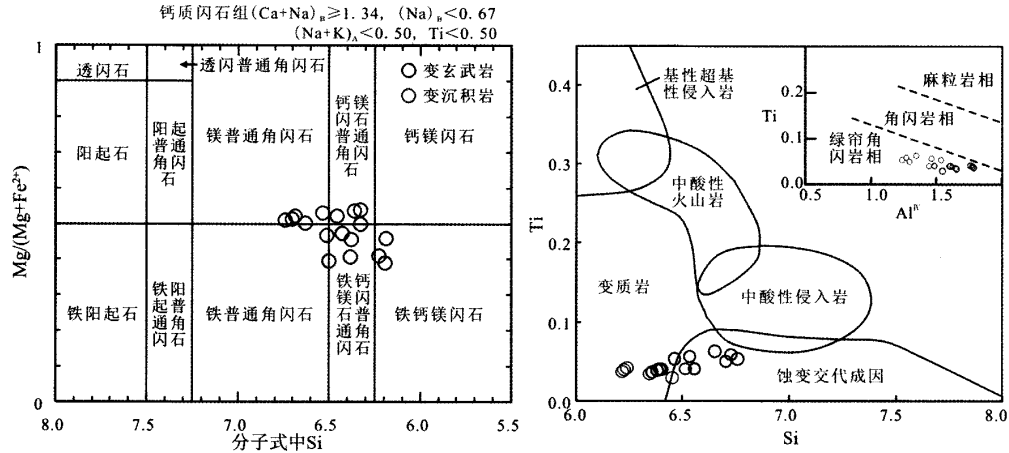 钙质闪石组(Ca+Na)B≥1.34, (Na)B<0.67
(Na+K)A<0.50, Ti<0.50
1
透闪石
透闪普通角闪石
变玄武岩
变沉积岩
阳起石
阳起
普通
角闪
石
镁普通角闪石
钙镁
闪石
普通
角闪
石
钙镁闪石
Mg/(Mg+Fe²⁺)
铁阳起石
铁阳
起普
通角
闪石
铁普通角闪石
铁钙
镁闪
石普
通角
闪石
铁钙镁闪石
0
8.0
7.5
7.0
6.5
6.0
5.5
分子式中Si
Ti
0.4
0.3
0.2
0.1
0.0
基性超基
性侵入岩
中酸性
火山岩
变质岩
中酸性侵入岩
蚀变交代成因
6.0
6.5
7.0
7.5
8.0
Si
Ti
0.2
0.1
0.0
麻粒岩相
角闪岩相
绿帘角
闪岩相
0.5
1.0
1.5
2.0
Alᴵⱽ